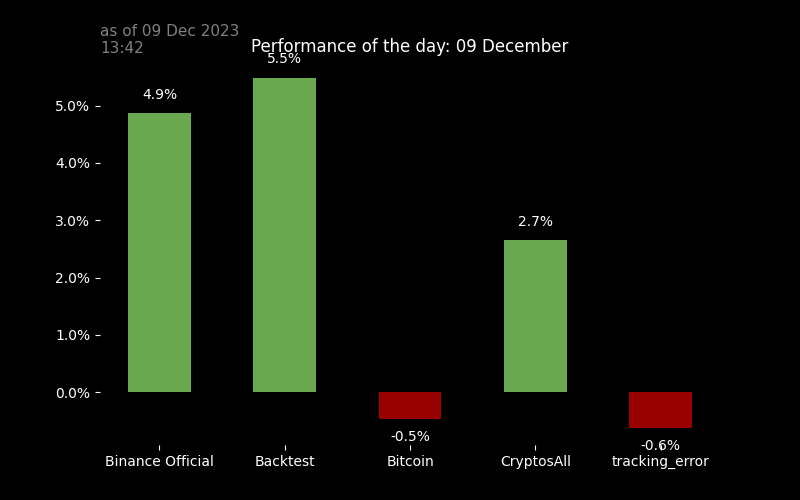 as of 09 Dec 2023
13:42
Performance of the day: 09 December
5.5%
4.9%
5.0%
4.0%
3.0%
2.7%
2.0%
1.0%
0.0%
-0.5%
-0.6%
Binance Official
Backtest
Bitcoin
CryptosAll
tracking_error